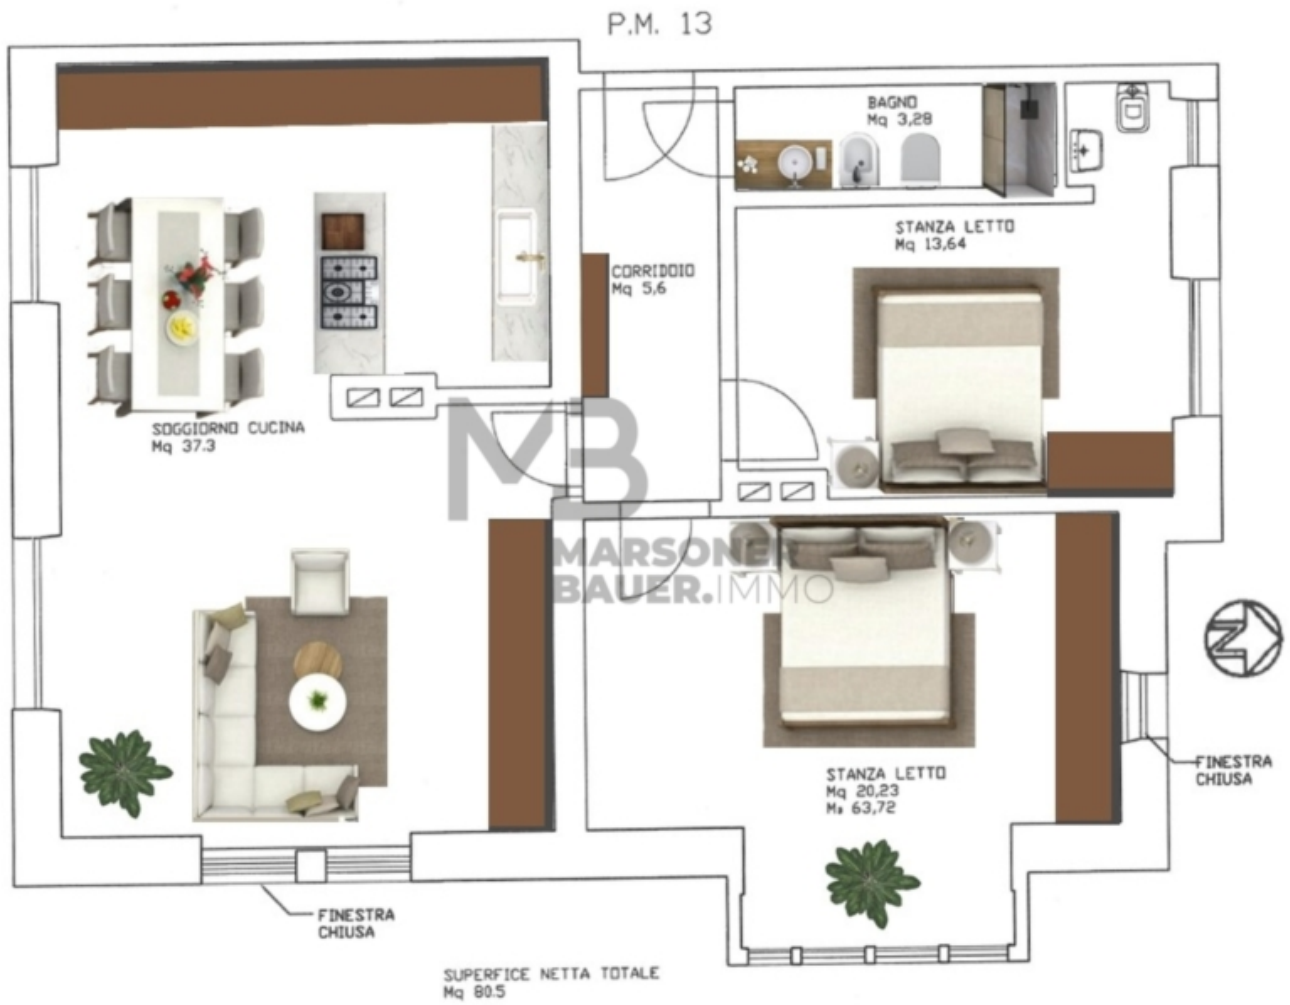 P.M. 13
BAGNO
Mq 3,28
STANZA LETTO
Mq 13,64
CORRIDOIO
Mq 5,6
SOGGIORNO CUCINA
Mq 37.3
MB
MARSONER
BAUER.IMMO
N
STANZA LETTO
Mq 20,23
M³ 63,72
FINESTRA
CHIUSA
FINESTRA
CHIUSA
SUPERFICE NETTA TOTALE
Mq 80.5